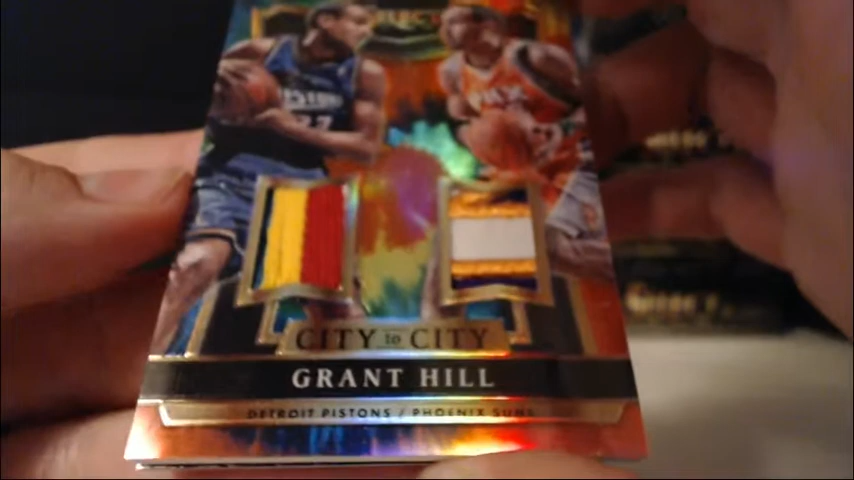 CITY to CITY
GRANT HILL
DETROIT PISTONS / PHOENIX SUNS